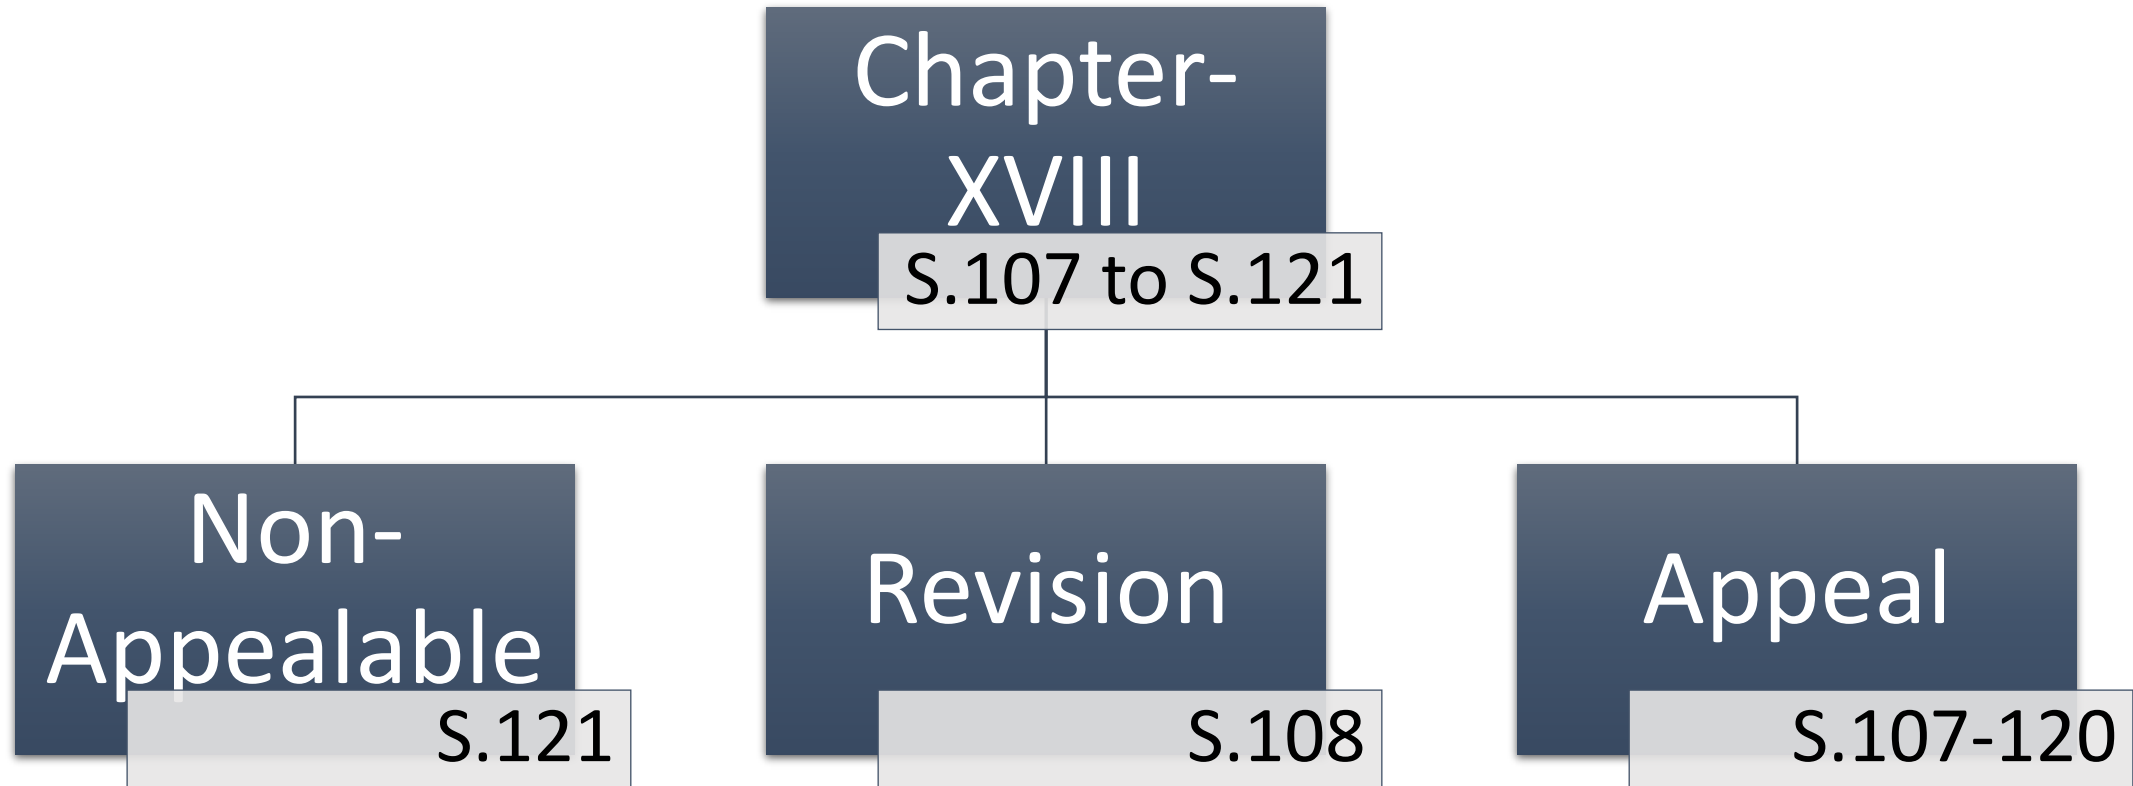 Chapter-
XVIII
S.107 to S.121
Non-
Appealable
S.121
Revision
S.108
Appeal
S.107-120